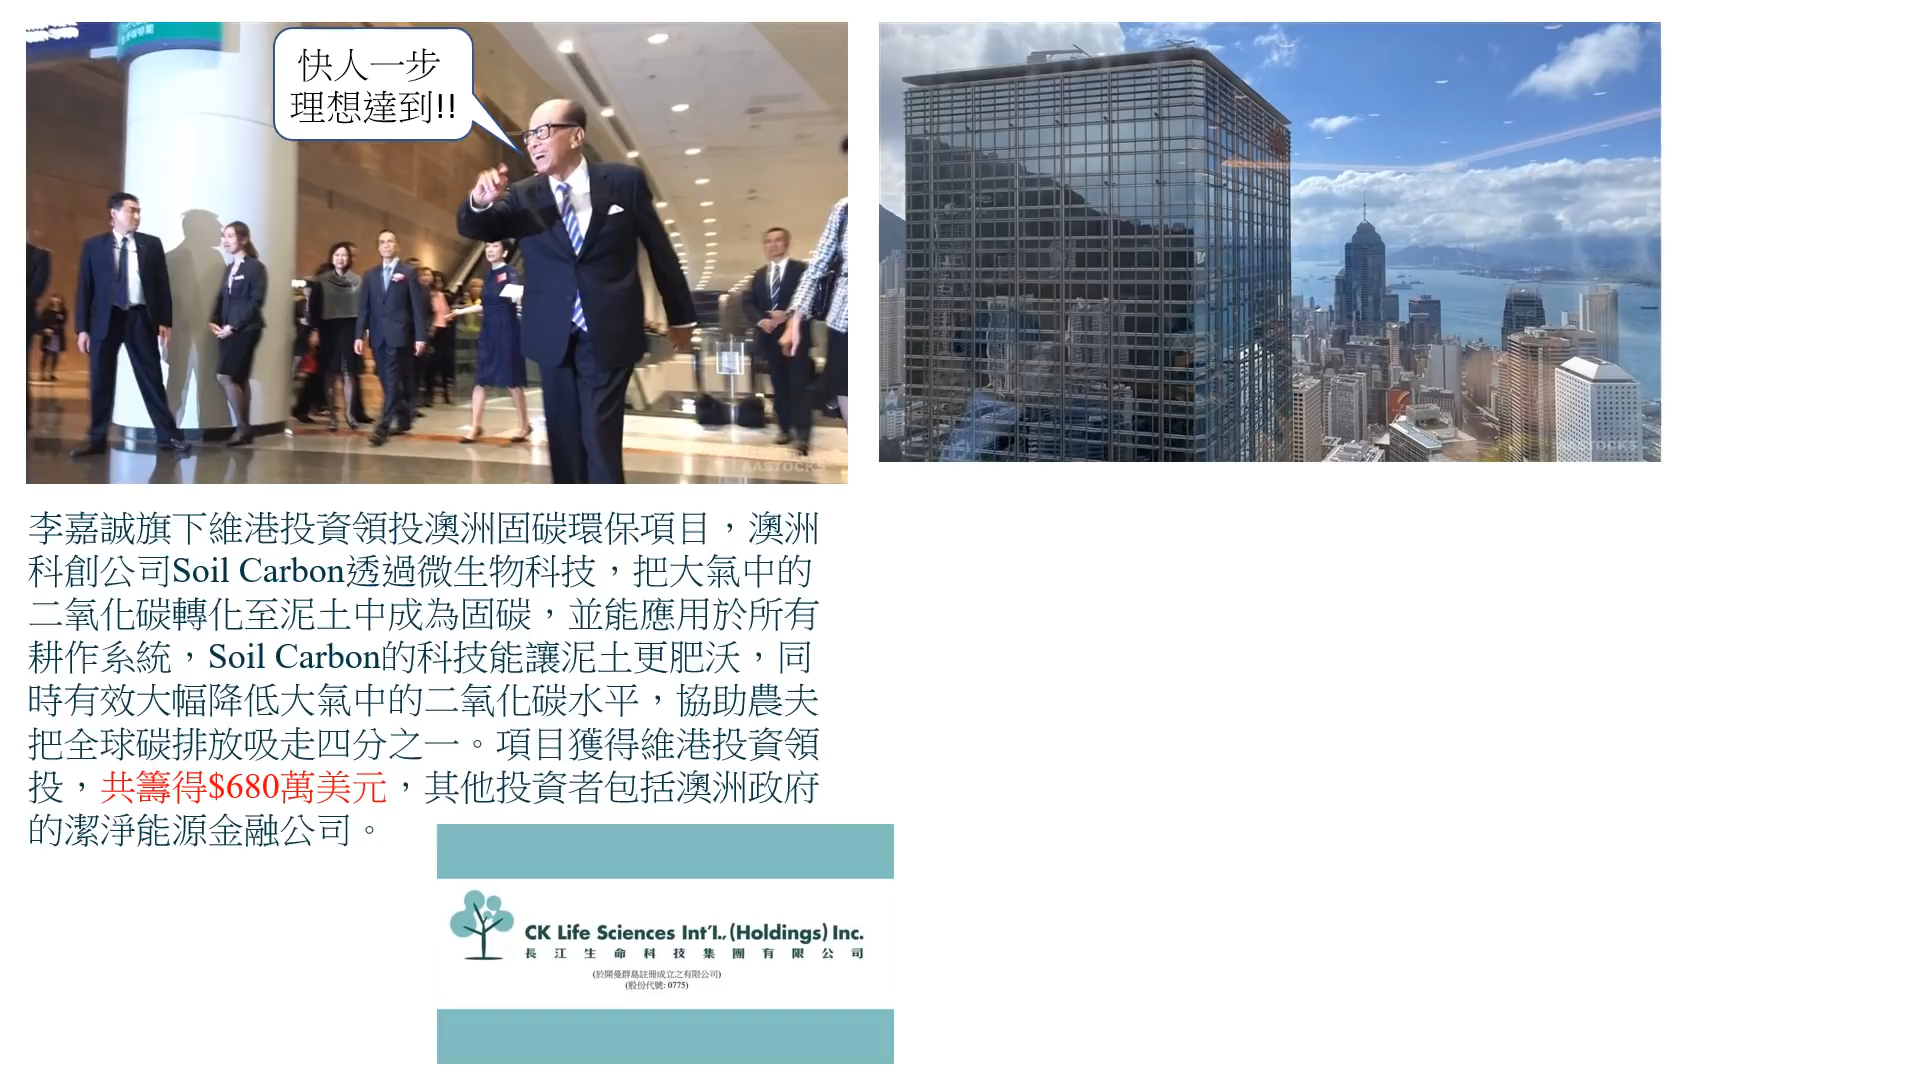 快人一步
理想達到!!
AASTOCKS
AASTOCKS
李嘉誠旗下維港投資領投澳洲固碳環保項目，澳洲
科創公司Soil Carbon透過微生物科技，把大氣中的
二氧化碳轉化至泥土中成為固碳，並能應用於所有
耕作系統，Soil Carbon的科技能讓泥土更肥沃，同
時有效大幅降低大氣中的二氧化碳水平，協助農夫
把全球碳排放吸走四分之一。項目獲得維港投資領
投，共籌得$680萬美元，其他投資者包括澳洲政府
的潔淨能源金融公司。
CK Life Sciences Int'l., (Holdings) Inc.
長江生命科技集團有限公司
(於開曼群島註冊成立之有限公司)
(股份代號: 0775)